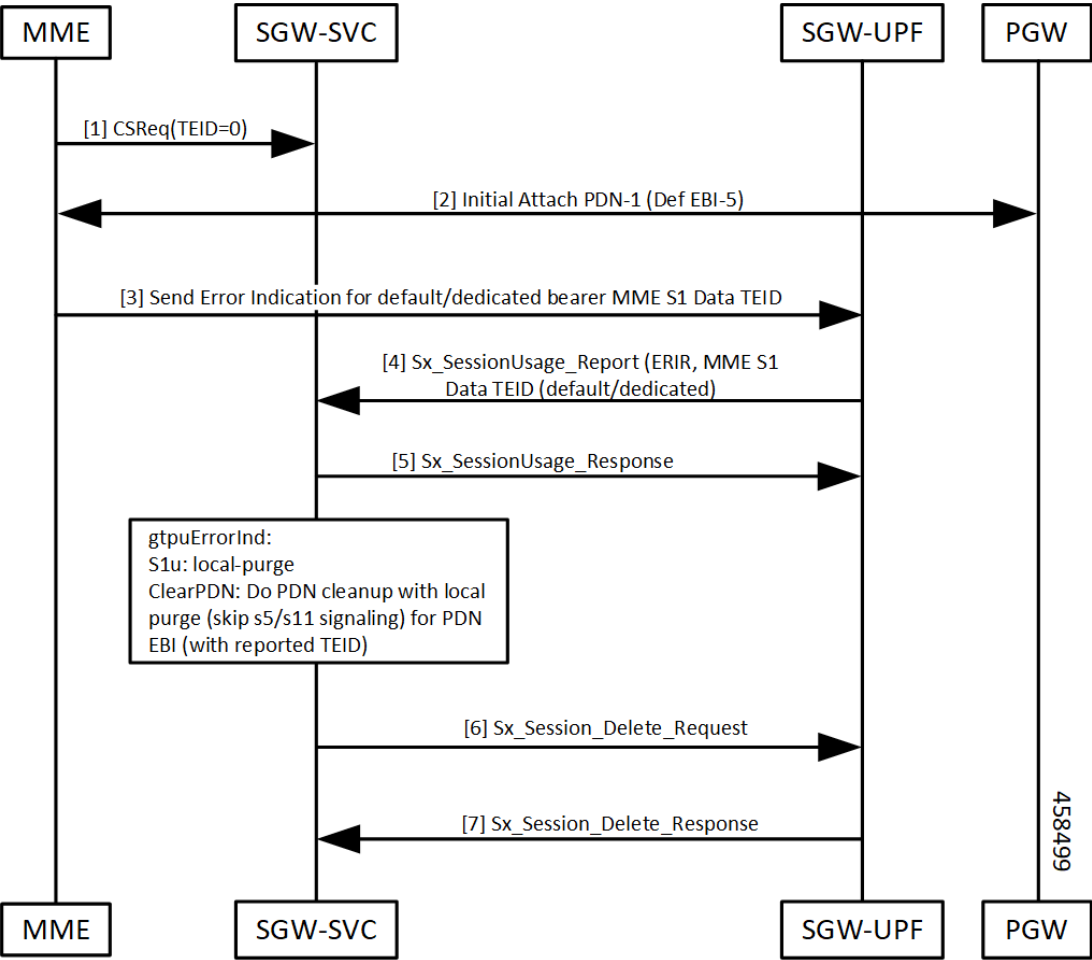 MME
SGW-SVC
SGW-UPF
PGW
[1] CSReq(TEID=0)
[2] Initial Attach PDN-1 (Def EBI-5)
[3] Send Error Indication for default/dedicated bearer MME S1 Data TEID
[4] Sx_SessionUsage_Report (ERIR, MME S1
Data TEID (default/dedicated)
[5] Sx_SessionUsage_Response
gtpuErrorInd:
S1u: local-purge
ClearPDN: Do PDN cleanup with local
purge (skip s5/s11 signaling) for PDN
EBI (with reported TEID)
[6] Sx_Session_Delete_Request
[7] Sx_Session_Delete_Response
458499
MME
SGW-SVC
SGW-UPF
PGW